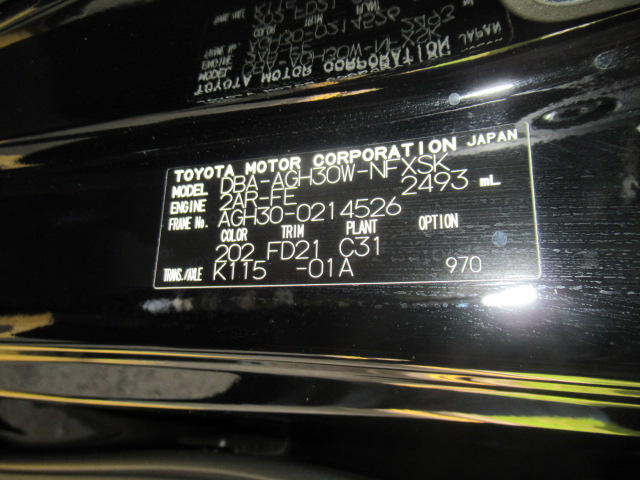 TOYOTA MOTOR CORPORATION JAPAN
MODEL DBA-AGH30W-NFXSK
ENGINE 2AR-FE 2493 mL
FRAME No. AGH30-0214526
COLOR TRIM PLANT OPTION
202 FD21 C31
TRANS./AXLE K115 -01A 970